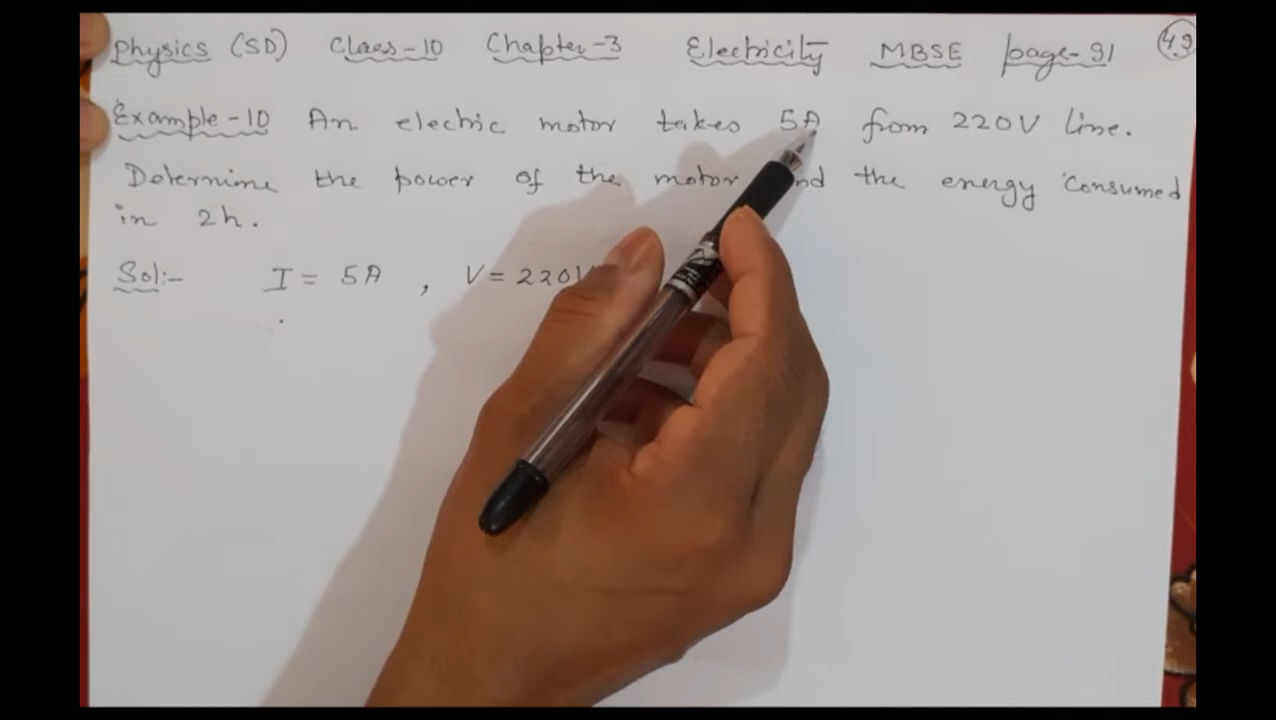 Physics (SD) Class-10 Chapter-3 Electricity MBSE page-91 49
Example-10 An electric motor takes 5A from 220V line.
Determine the power of the motor and the energy consumed
in 2h.
Sol:- I = 5A , V = 220V